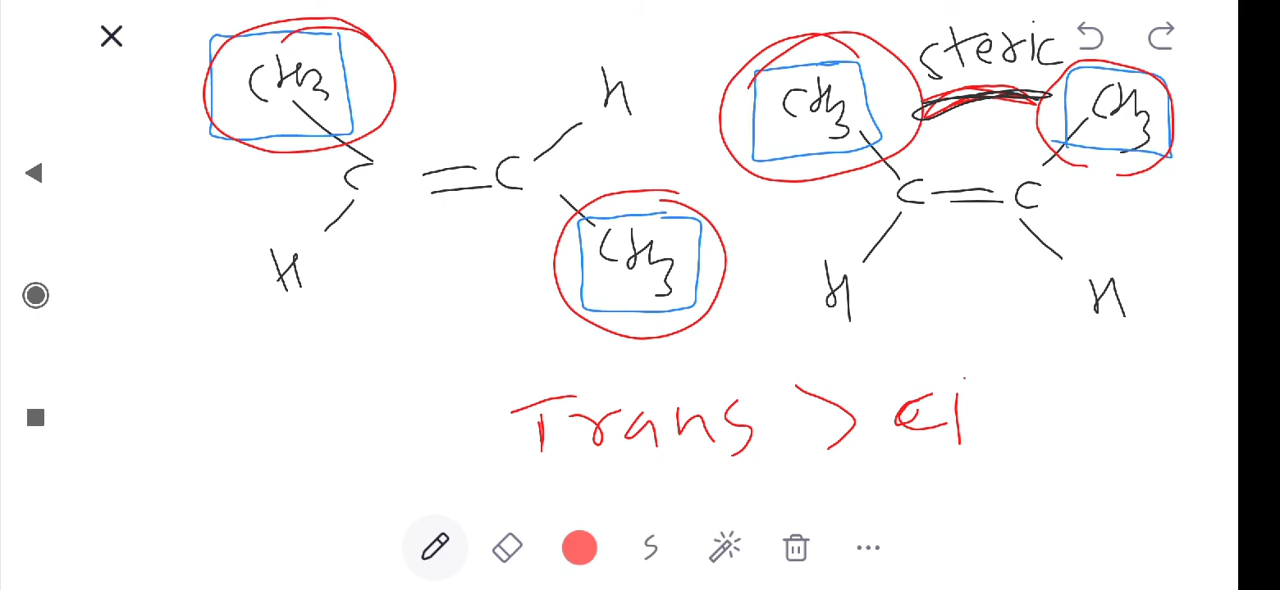 steric
CH3 H CH3 CH3
C = C C = C
H CH3 H H
Trans > Ci